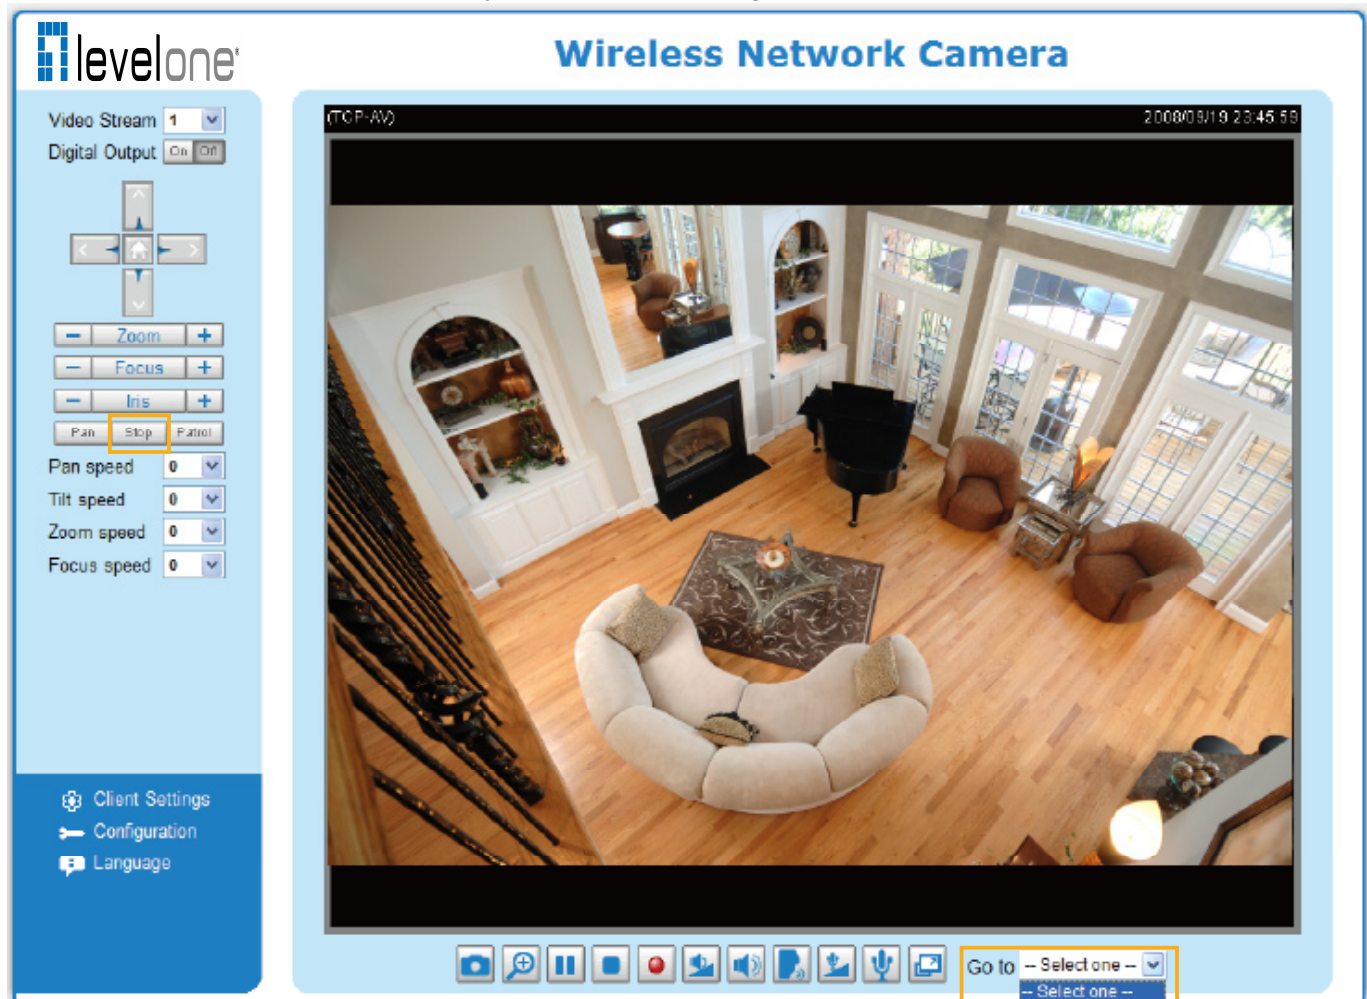 levelone®
Wireless Network Camera
Video Stream 1
Digital Output On Off
(TCP-AV) 2008/09/19 23:45:59
− Zoom +
− Focus +
− Iris +
Pan Stop Patrol
Pan speed 0
Tilt speed 0
Zoom speed 0
Focus speed 0
Client Settings
Configuration
Language
Go to -- Select one --
-- Select one --